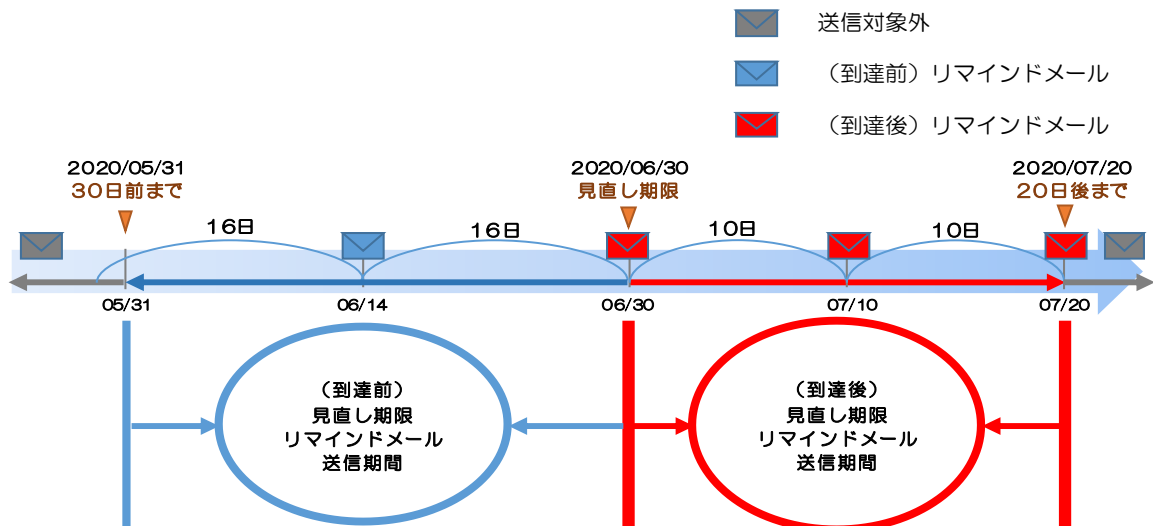 送信対象外
（到達前）リマインドメール
（到達後）リマインドメール
2020/05/31
30日前まで
2020/06/30
見直し期限
2020/07/20
20日後まで
16日
16日
10日
10日
05/31
06/14
06/30
07/10
07/20
（到達前）
見直し期限
リマインドメール
送信期間
（到達後）
見直し期限
リマインドメール
送信期間